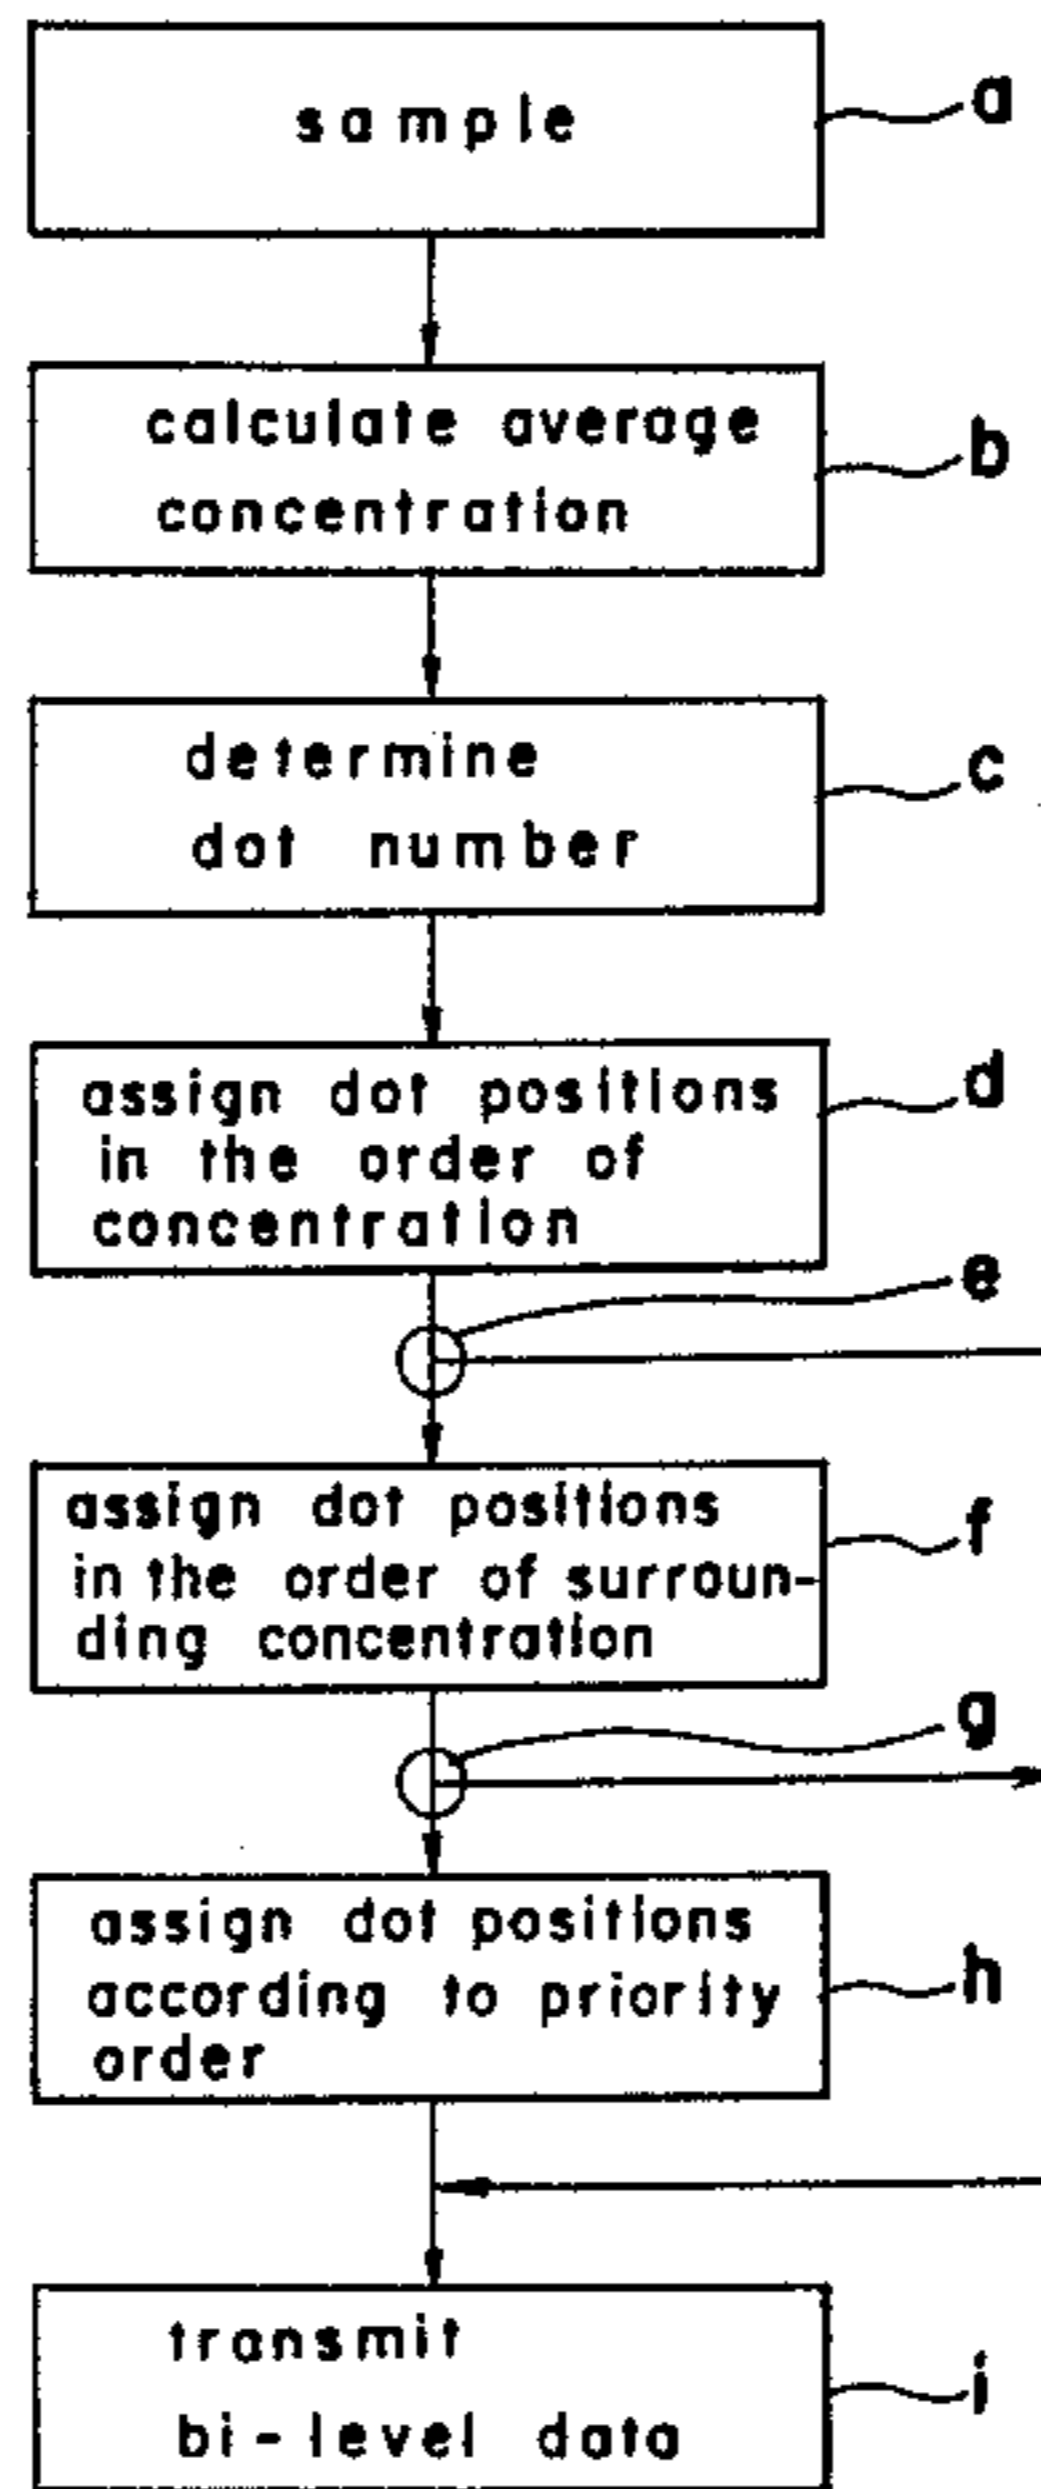 sample
a
calculate average
concentration
b
determine
dot number
c
assign dot positions
in the order of
concentration
d
e
assign dot positions
in the order of surroun-
ding concentration
f
g
assign dot positions
according to priority
order
h
transmit
bi-level data
i